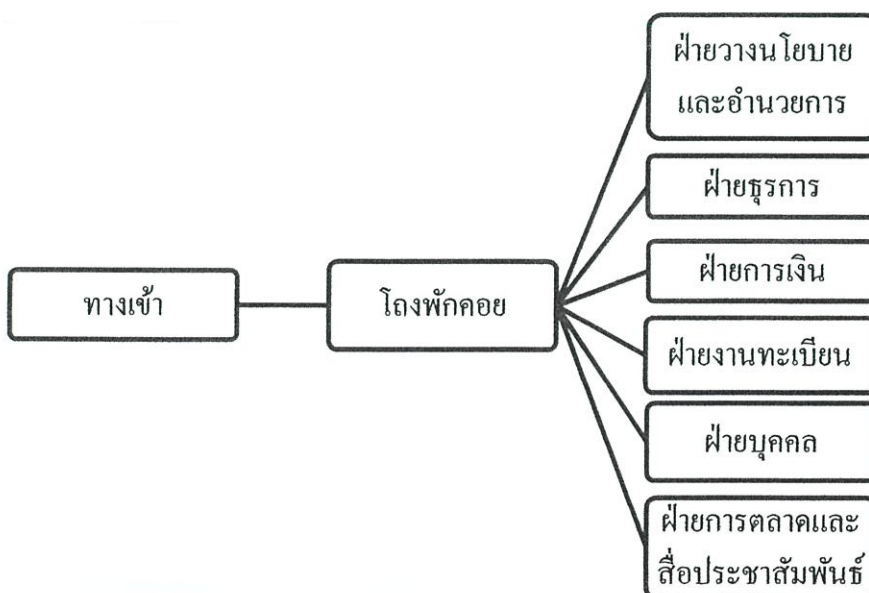 ฝ่ายวางนโยบาย
และอำนวยการ
ฝ่ายธุรการ
ฝ่ายการเงิน
ทางเข้า
โถงพักคอย
ฝ่ายงานทะเบียน
ฝ่ายบุคคล
ฝ่ายการตลาดและ
สื่อประชาสัมพันธ์